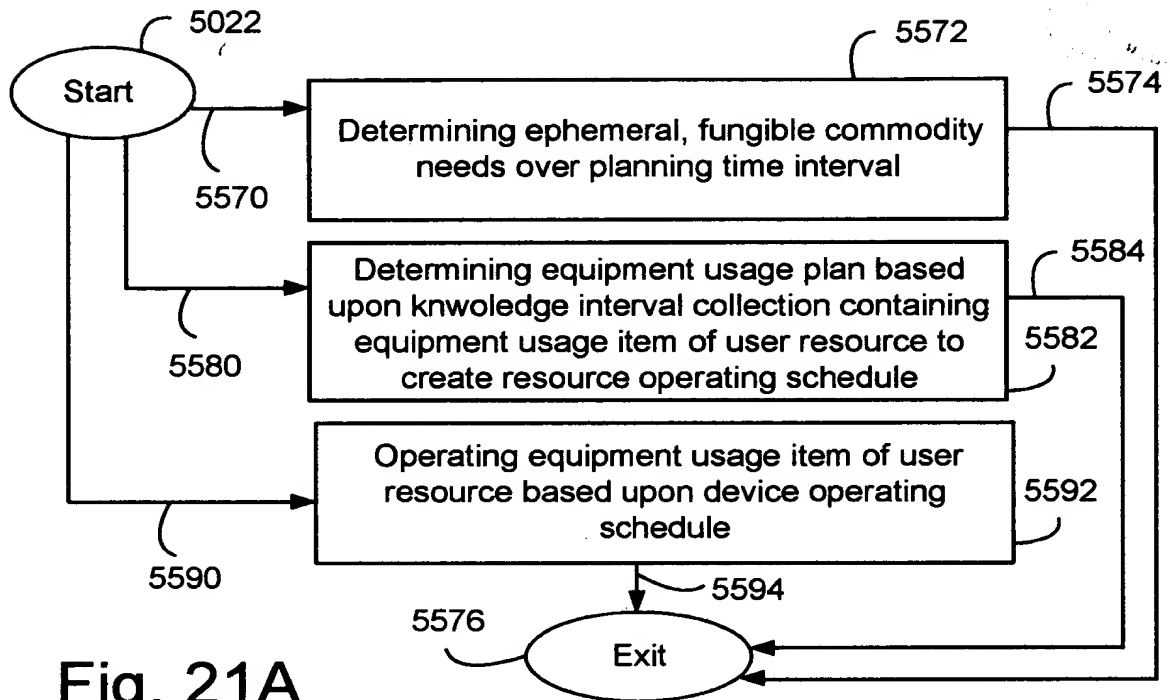 5022
Start
5572
5574
Determining ephemeral, fungible commodity
needs over planning time interval
5570
5584
Determining equipment usage plan based
upon knwoledge interval collection containing
equipment usage item of user resource to
create resource operating schedule
5582
5580
Operating equipment usage item of user
resource based upon device operating
schedule
5592
5590
5594
5576
Exit
Fig. 21A